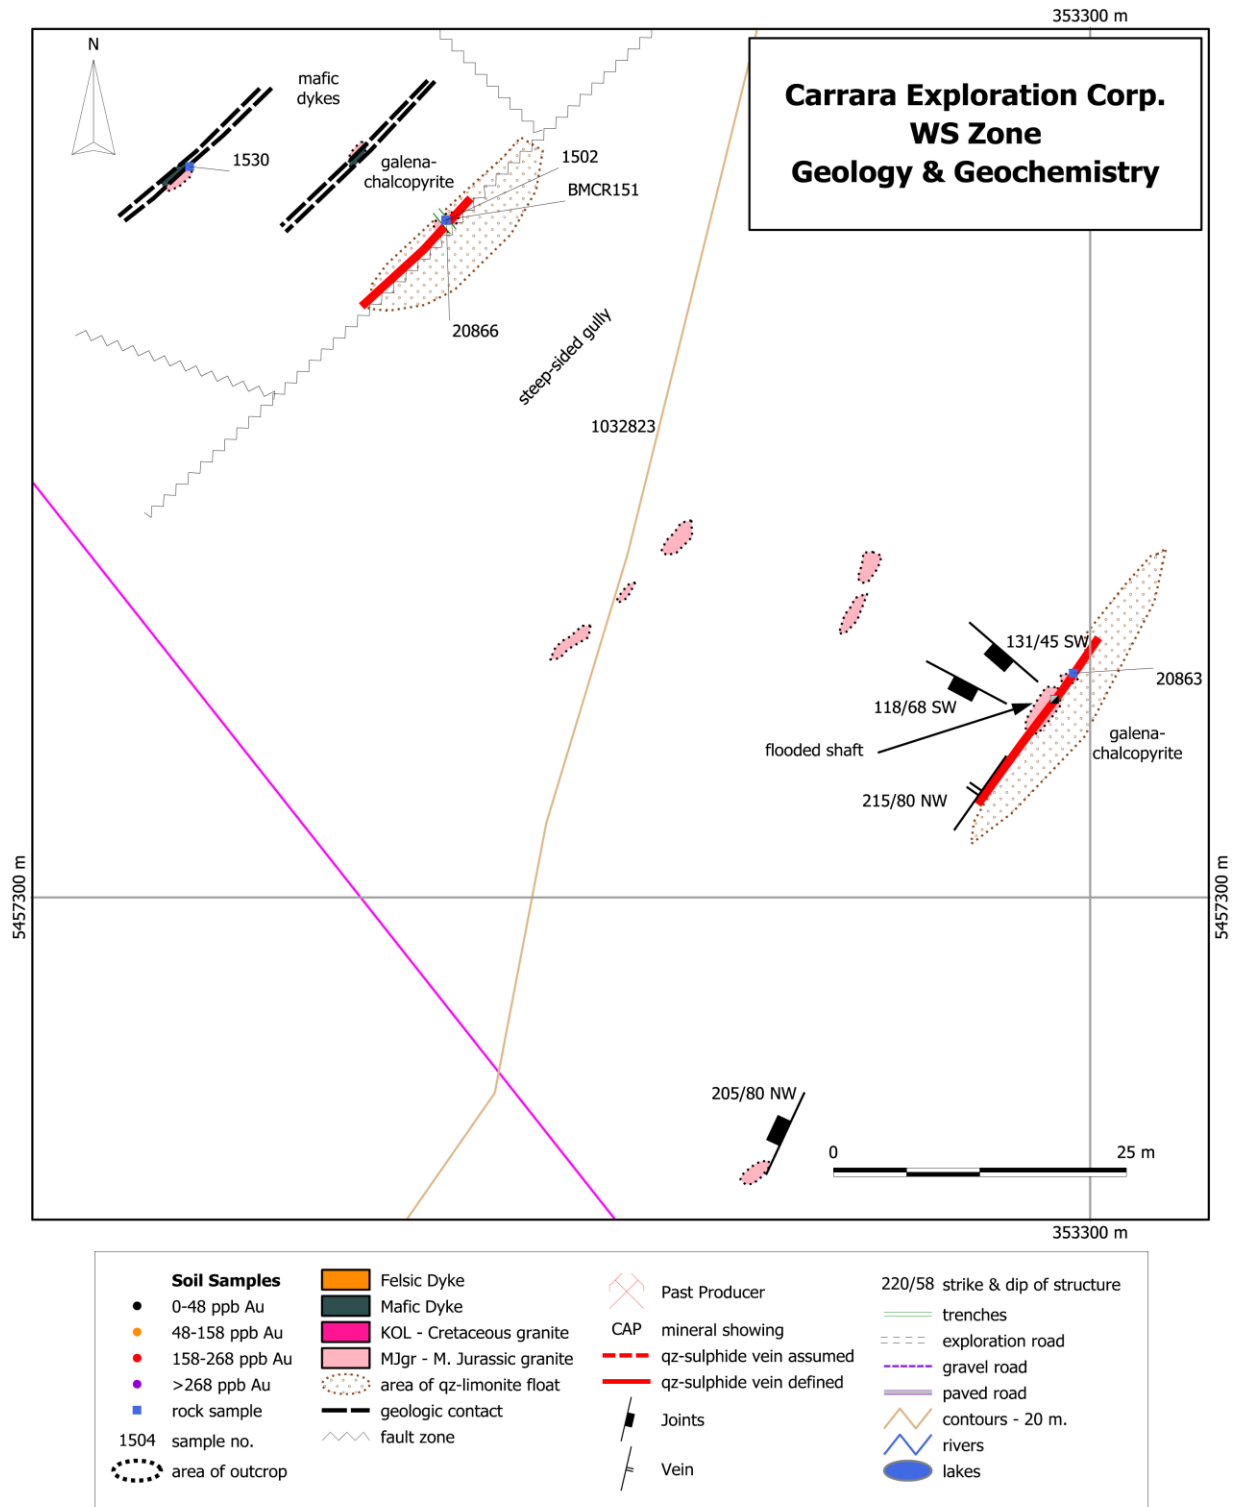 353300 m
N
Carrara Exploration Corp.
WS Zone
Geology & Geochemistry
mafic
dykes
1530
galena-
chalcopyrite
1502
BMCR151
20866
steep-sided gully
1032823
131/45 SW
20863
118/68 SW
galena-
chalcopyrite
flooded shaft
215/80 NW
5457300 m
5457300 m
205/80 NW
0
25 m
353300 m
Soil Samples
0-48 ppb Au
48-158 ppb Au
158-268 ppb Au
>268 ppb Au
rock sample
1504 sample no.
area of outcrop
Felsic Dyke
Mafic Dyke
KOL - Cretaceous granite
MJgr - M. Jurassic granite
area of qz-limonite float
geologic contact
fault zone
Past Producer
CAP mineral showing
qz-sulphide vein assumed
qz-sulphide vein defined
Joints
Vein
220/58 strike & dip of structure
trenches
exploration road
gravel road
paved road
contours - 20 m.
rivers
lakes